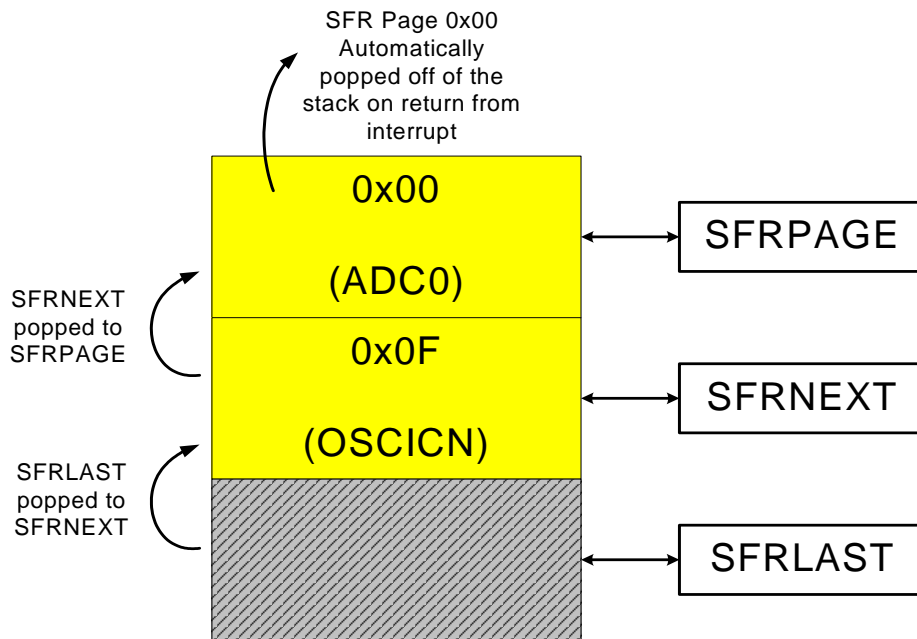 SFR Page 0x00
Automatically
popped off of the
stack on return from
interrupt
0x00
(ADC0)
SFRPAGE
SFRNEXT
popped to
SFRPAGE
0x0F
(OSCICN)
SFRNEXT
SFRLAST
popped to
SFRNEXT
SFRLAST